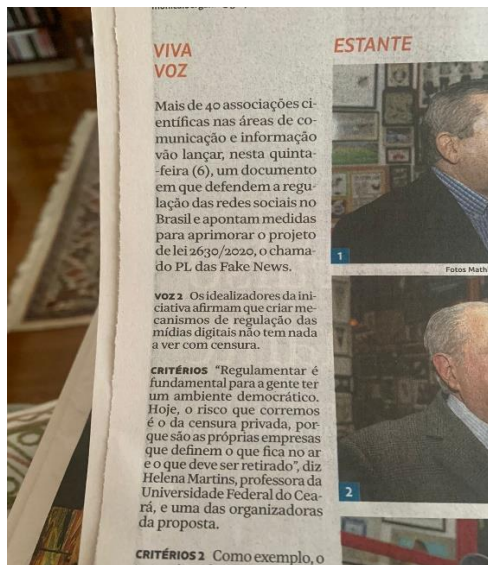 VIVA
VOZ
Mais de 40 associações ci-
entíficas nas áreas de co-
municação e informação
vão lançar, nesta quinta-
-feira (6), um documento
em que defendem a regu-
lação das redes sociais no
Brasil e apontam medidas
para aprimorar o projeto
de lei 2630/2020, o chama-
do PL das Fake News.
VOZ 2 Os idealizadores da ini-
ciativa afirmam que criar me-
canismos de regulação das
mídias digitais não tem nada
a ver com censura.
CRITÉRIOS “Regulamentar é
fundamental para a gente ter
um ambiente democrático.
Hoje, o risco que corremos
é o da censura privada, por-
que são as próprias empresas
que definem o que fica no ar
e o que deve ser retirado”, diz
Helena Martins, professora da
Universidade Federal do Cea-
rá, e uma das organizadoras
da proposta.
CRITÉRIOS 2 Como exemplo, o
ESTANTE
1
Fotos Math
2